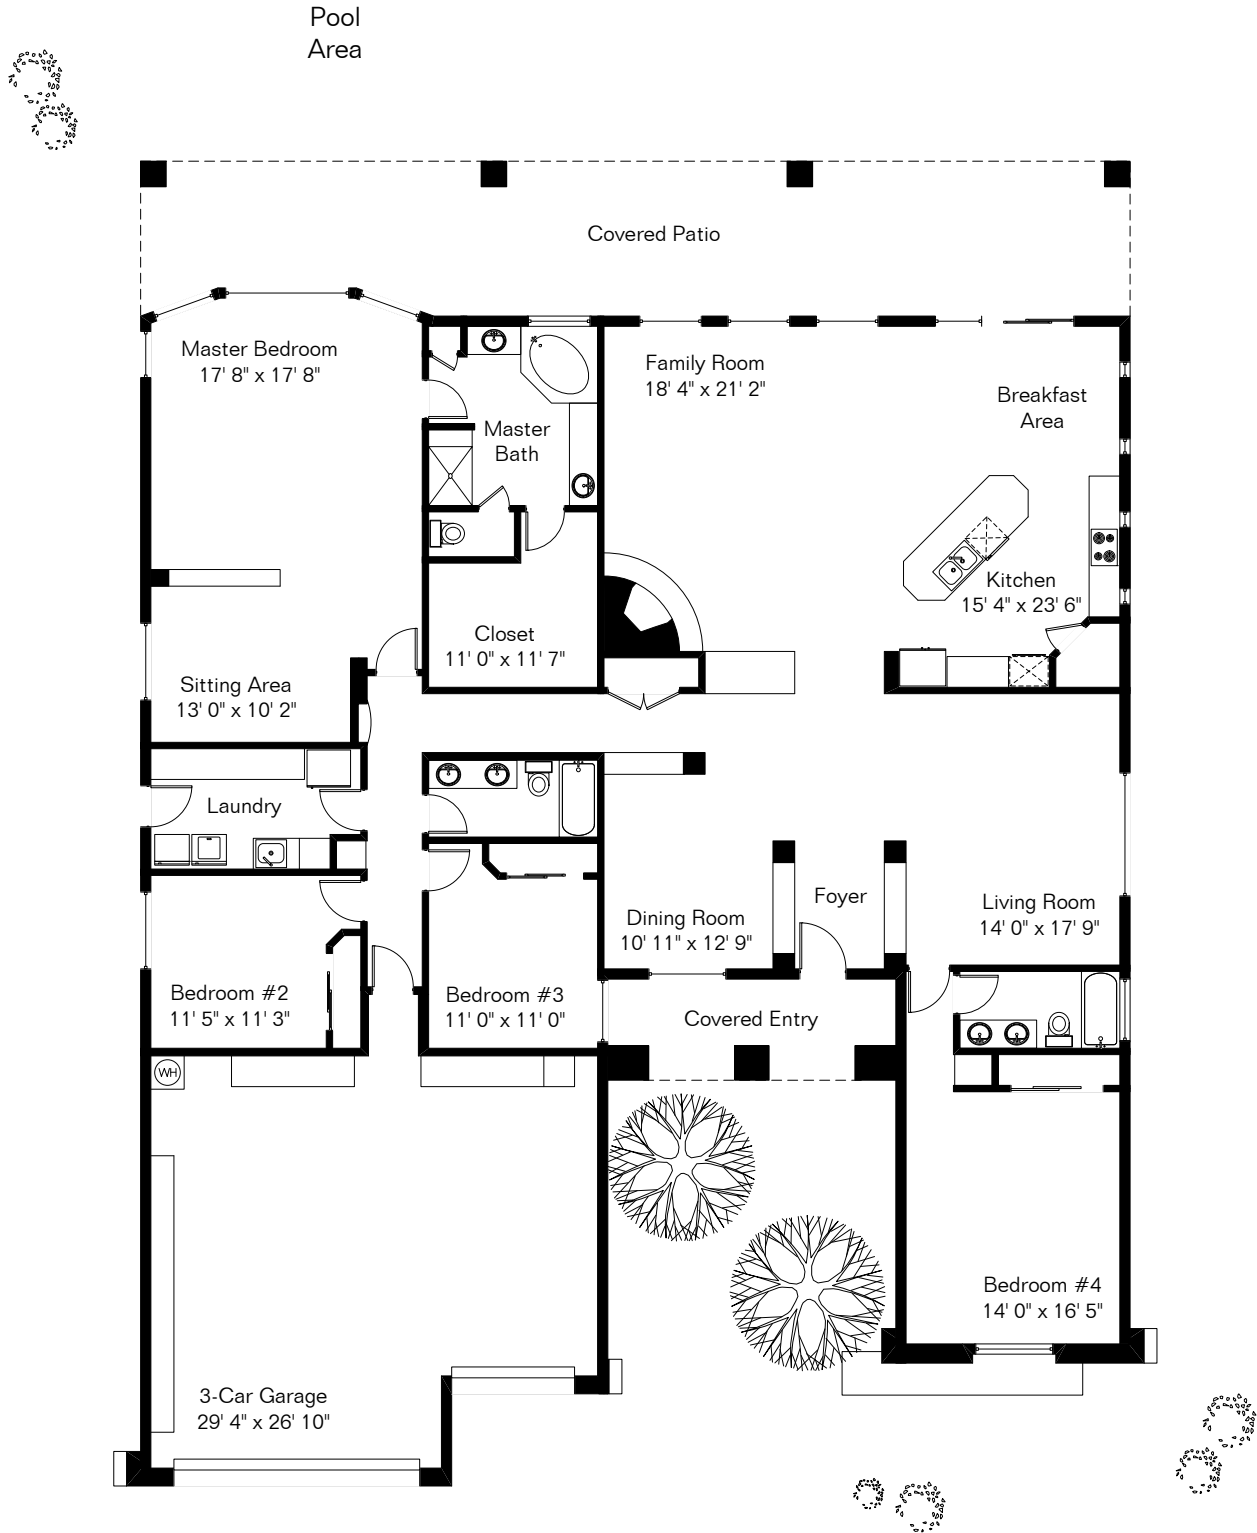 Pool
Area
Covered Patio
Master Bedroom
17' 8" x 17' 8"
Family Room
18' 4" x 21' 2"
Breakfast
Area
Master
Bath
Kitchen
15' 4" x 23' 6"
Closet
11' 0" x 11' 7"
Sitting Area
13' 0" x 10' 2"
Laundry
Foyer
Living Room
14' 0" x 17' 9"
Dining Room
10' 11" x 12' 9"
Bedroom #2
11' 5" x 11' 3"
Bedroom #3
11' 0" x 11' 0"
Covered Entry
WH
Bedroom #4
14' 0" x 16' 5"
3-Car Garage
29' 4" x 26' 10"